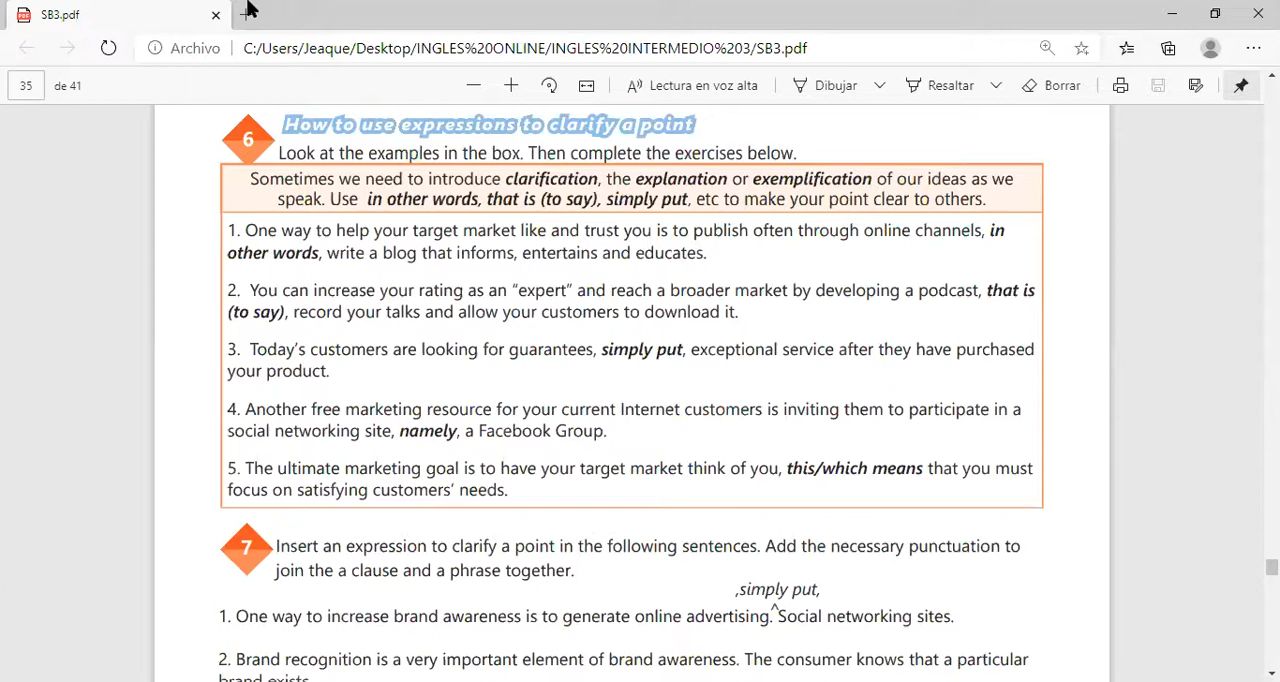 SB3.pdf
Archivo C:/Users/Jeaque/Desktop/INGLES%20ONLINE/INGLES%20INTERMEDIO%203/SB3.pdf
35 de 41 Lectura en voz alta Dibujar Resaltar Borrar
How to use expressions to clarify a point
6
Look at the examples in the box. Then complete the exercises below.
Sometimes we need to introduce clarification, the explanation or exemplification of our ideas as we
speak. Use in other words, that is (to say), simply put, etc to make your point clear to others.
1. One way to help your target market like and trust you is to publish often through online channels, in
other words, write a blog that informs, entertains and educates.
2. You can increase your rating as an “expert” and reach a broader market by developing a podcast, that is
(to say), record your talks and allow your customers to download it.
3. Today’s customers are looking for guarantees, simply put, exceptional service after they have purchased
your product.
4. Another free marketing resource for your current Internet customers is inviting them to participate in a
social networking site, namely, a Facebook Group.
5. The ultimate marketing goal is to have your target market think of you, this/which means that you must
focus on satisfying customers’ needs.
7 Insert an expression to clarify a point in the following sentences. Add the necessary punctuation to
join the a clause and a phrase together.
,simply put,
1. One way to increase brand awareness is to generate online advertising.^Social networking sites.
2. Brand recognition is a very important element of brand awareness. The consumer knows that a particular
brand exists.